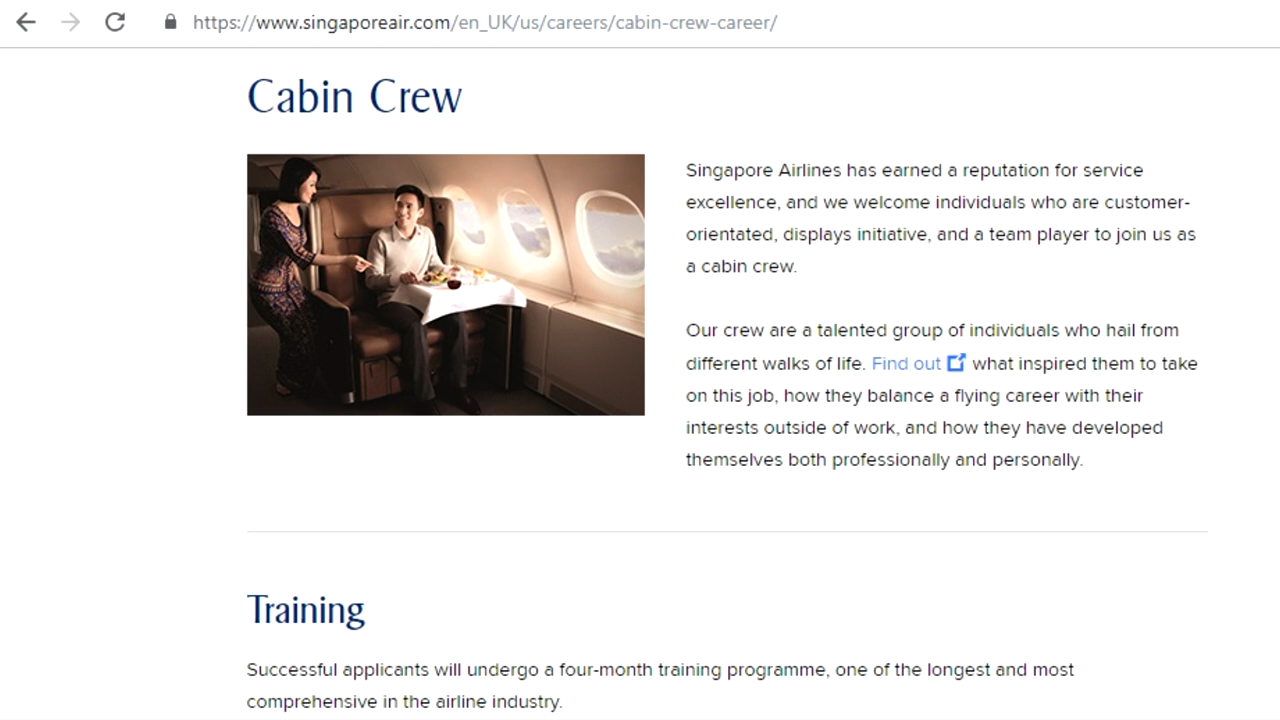 https://www.singaporeair.com/en_UK/us/careers/cabin-crew-career/
Cabin Crew
Singapore Airlines has earned a reputation for service
excellence, and we welcome individuals who are customer-
orientated, displays initiative, and a team player to join us as
a cabin crew.
Our crew are a talented group of individuals who hail from
different walks of life. Find out what inspired them to take
on this job, how they balance a flying career with their
interests outside of work, and how they have developed
themselves both professionally and personally.
Training
Successful applicants will undergo a four-month training programme, one of the longest and most
comprehensive in the airline industry.